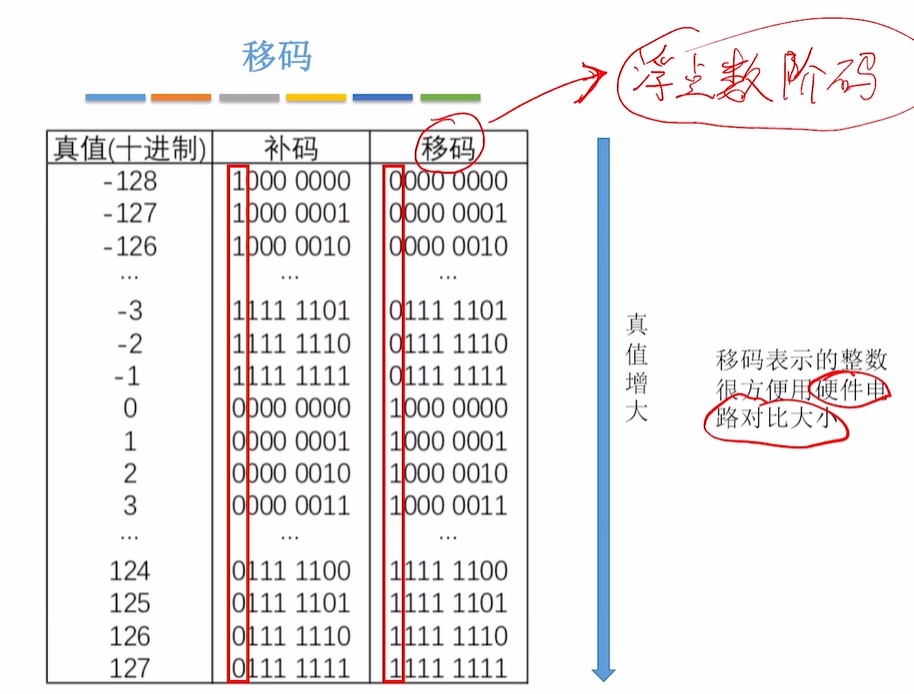 移码
浮点数阶码
真值(十进制) 补码 移码
-128 1000 0000 0000 0000
-127 1000 0001 0000 0001
-126 1000 0010 0000 0010
... ... ...
-3 1111 1101 0111 1101
-2 1111 1110 0111 1110
-1 1111 1111 0111 1111
0 0000 0000 1000 0000
1 0000 0001 1000 0001
2 0000 0010 1000 0010
3 0000 0011 1000 0011
... ... ...
124 0111 1100 1111 1100
125 0111 1101 1111 1101
126 0111 1110 1111 1110
127 0111 1111 1111 1111
真
值
增
大
移码表示的整数
很方便用硬件电
路对比大小